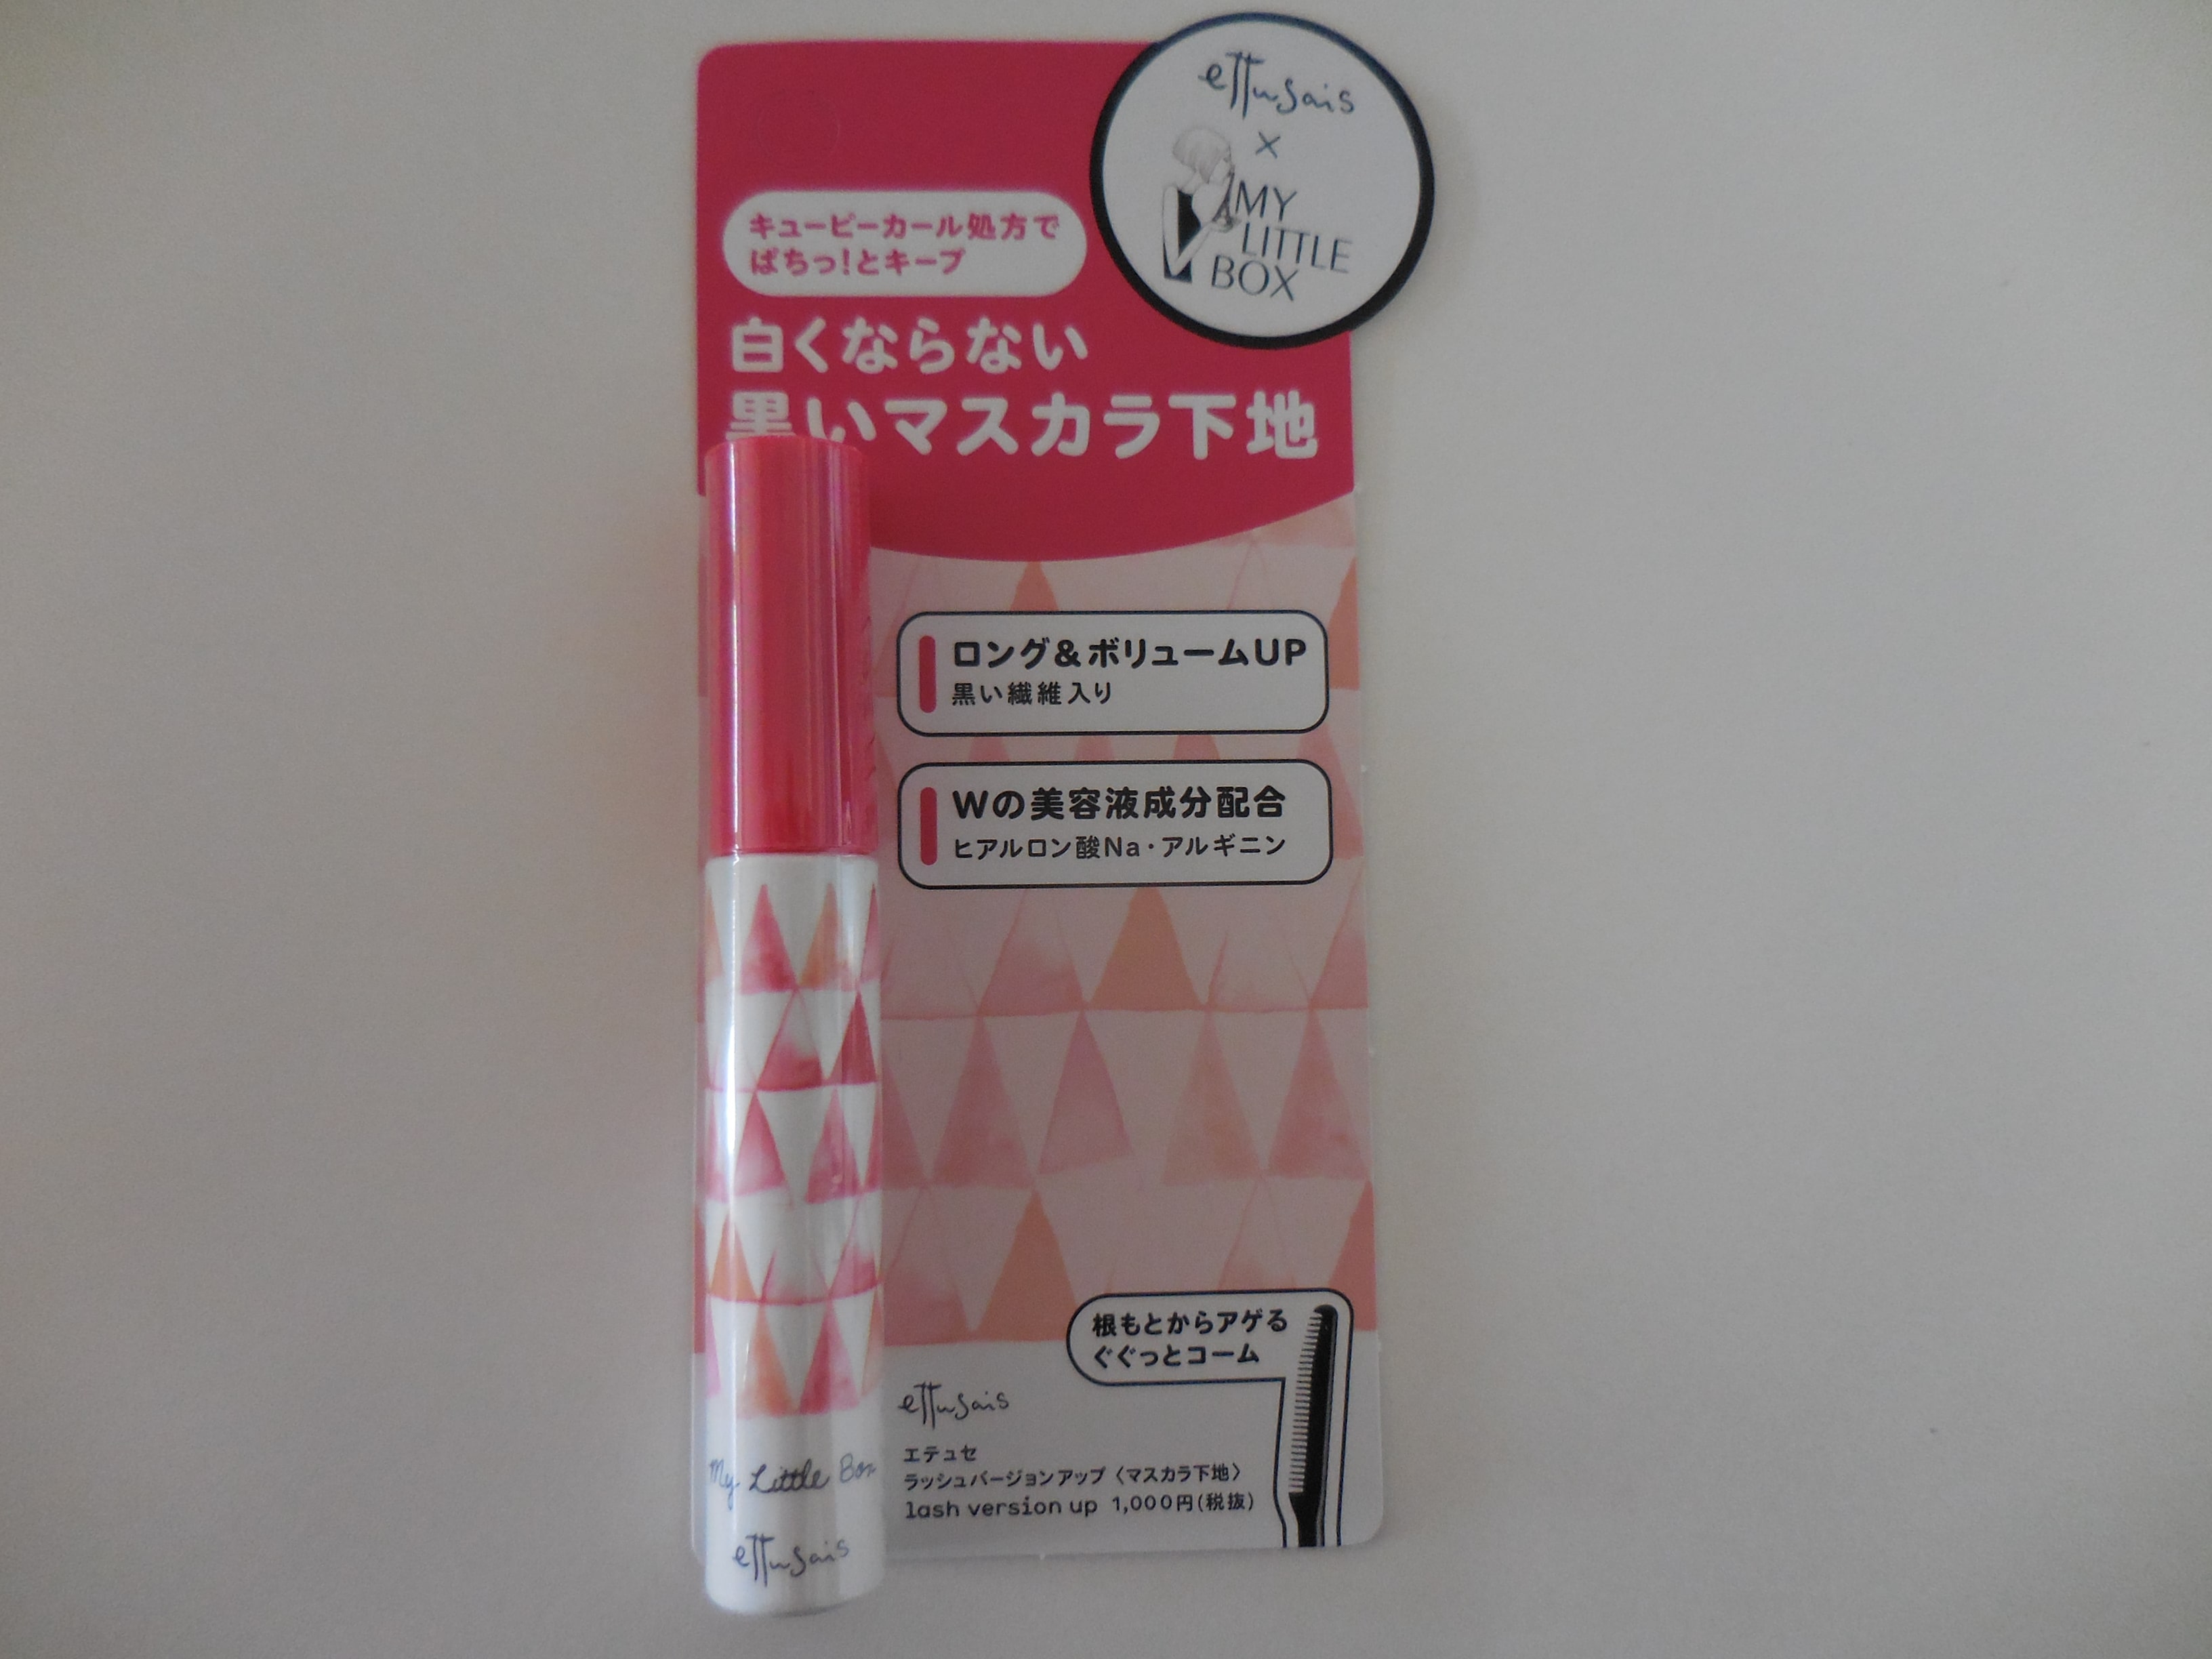 ettusais
×
MY
LITTLE
BOX
キューピーカール処方で
ぱちっ!とキープ
白くならない
黒いマスカラ下地
ロング&ボリュームUP
黒い繊維入り
Wの美容液成分配合
ヒアルロン酸Na・アルギニン
根もとからアゲる
ぐぐっとコーム
ettusais
エテュセ
ラッシュバージョンアップ〈マスカラ下地〉
lash version up 1,000円(税抜)
My Little Box
ettusais